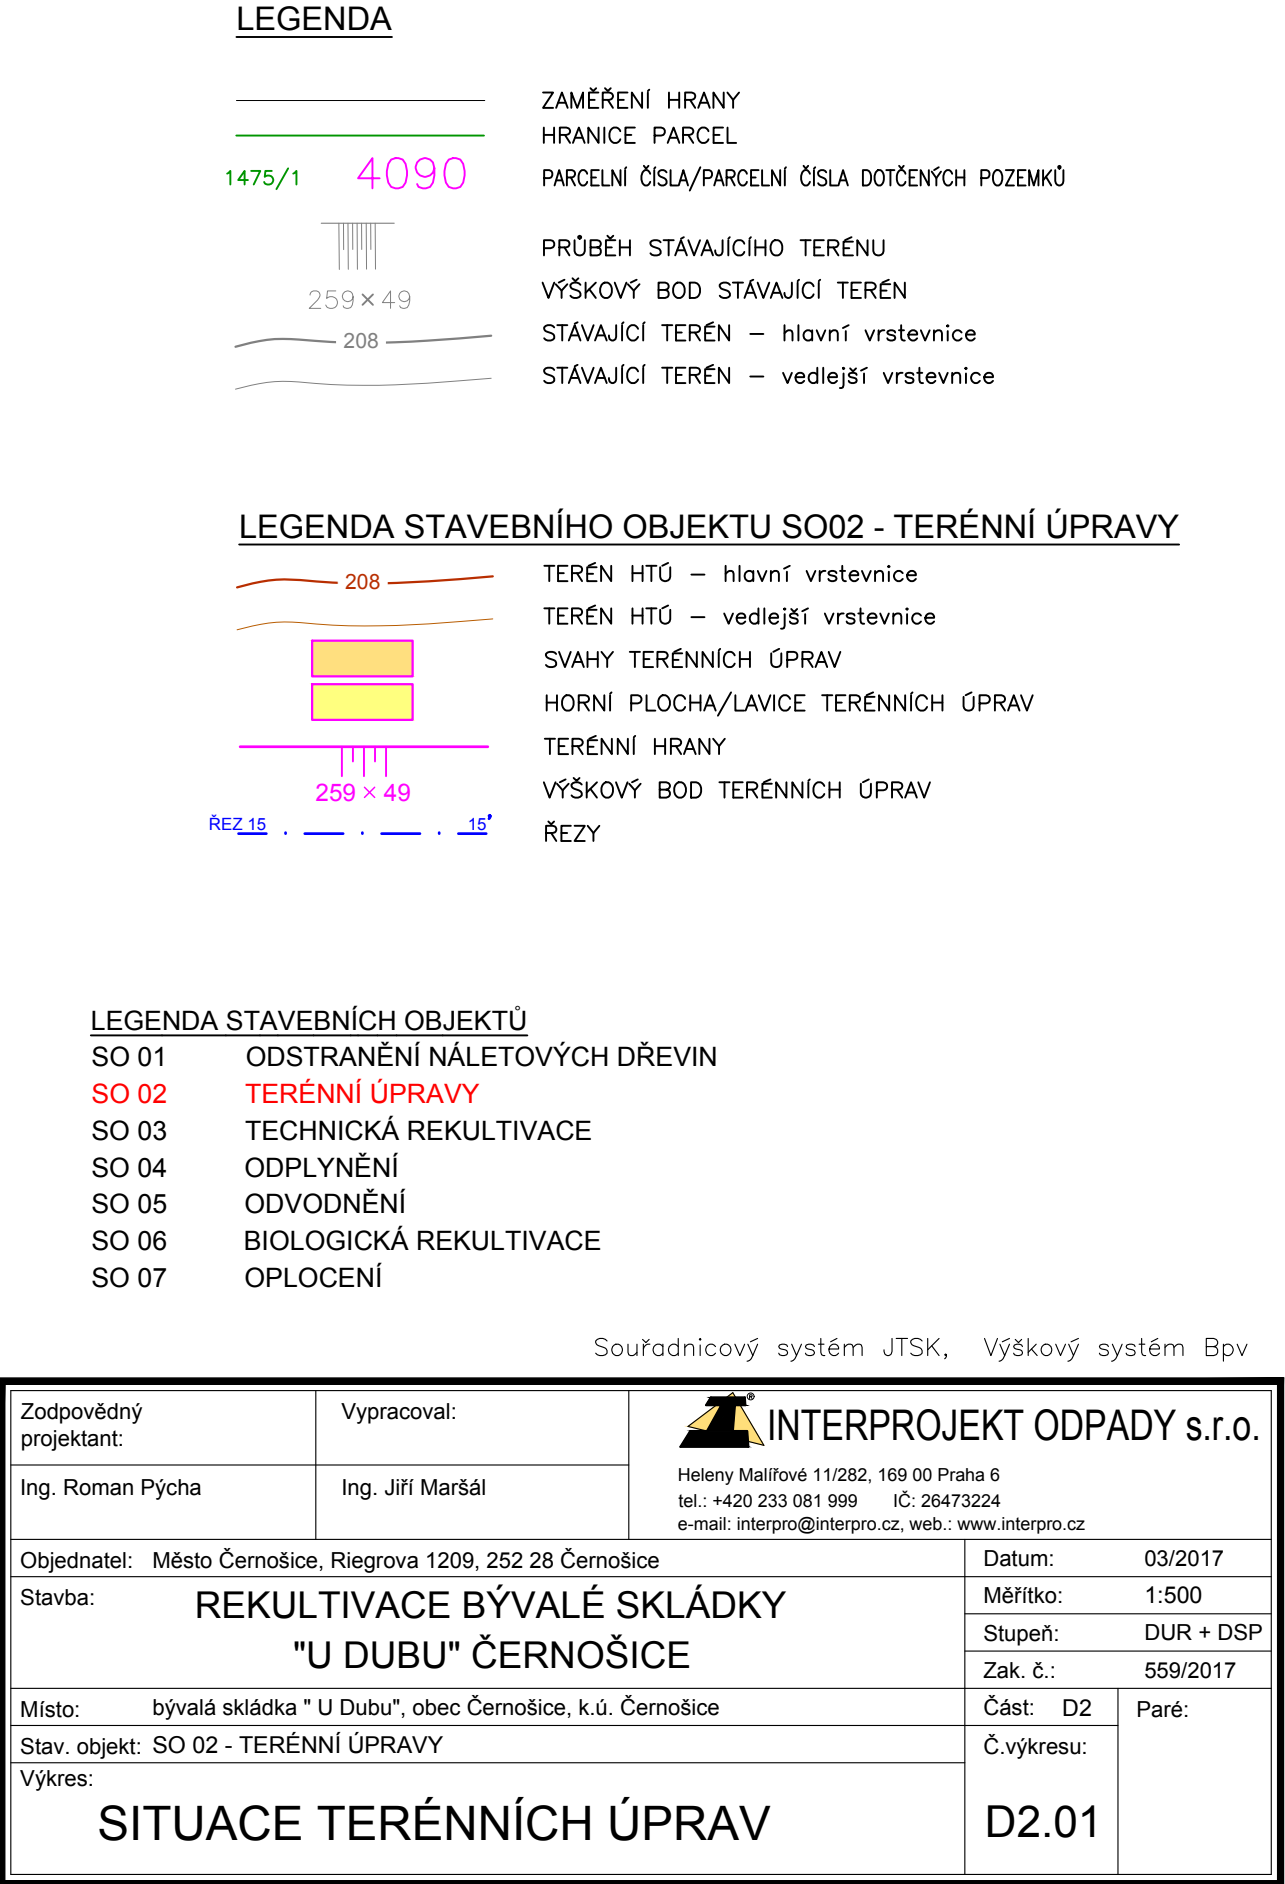 LEGENDA
ZAMĚŘENÍ HRANY
HRANICE PARCEL
1475/1 4090 PARCELNÍ ČÍSLA/PARCELNÍ ČÍSLA DOTČENÝCH POZEMKŮ
PRŮBĚH STÁVAJÍCÍHO TERÉNU
259×49 VÝŠKOVÝ BOD STÁVAJÍCÍ TERÉN
208 STÁVAJÍCÍ TERÉN – hlavní vrstevnice
STÁVAJÍCÍ TERÉN – vedlejší vrstevnice
LEGENDA STAVEBNÍHO OBJEKTU SO02 - TERÉNNÍ ÚPRAVY
208 TERÉN HTÚ – hlavní vrstevnice
TERÉN HTÚ – vedlejší vrstevnice
SVAHY TERÉNNÍCH ÚPRAV
HORNÍ PLOCHA/LAVICE TERÉNNÍCH ÚPRAV
TERÉNNÍ HRANY
259×49 VÝŠKOVÝ BOD TERÉNNÍCH ÚPRAV
ŘEZ 15 15' ŘEZY
LEGENDA STAVEBNÍCH OBJEKTŮ
SO 01 ODSTRANĚNÍ NÁLETOVÝCH DŘEVIN
SO 02 TERÉNNÍ ÚPRAVY
SO 03 TECHNICKÁ REKULTIVACE
SO 04 ODPLYNĚNÍ
SO 05 ODVODNĚNÍ
SO 06 BIOLOGICKÁ REKULTIVACE
SO 07 OPLOCENÍ
Souřadnicový systém JTSK, Výškový systém Bpv
Zodpovědný
projektant:
Vypracoval:
Ing. Roman Pýcha
Ing. Jiří Maršál
® INTERPROJEKT ODPADY s.r.o.
Heleny Malířové 11/282, 169 00 Praha 6
tel.: +420 233 081 999 IČ: 26473224
e-mail: interpro@interpro.cz, web.: www.interpro.cz
Objednatel: Město Černošice, Riegrova 1209, 252 28 Černošice
Datum: 03/2017
Stavba: REKULTIVACE BÝVALÉ SKLÁDKY
"U DUBU" ČERNOŠICE
Měřítko: 1:500
Stupeň: DUR + DSP
Zak. č.: 559/2017
Místo: bývalá skládka " U Dubu", obec Černošice, k.ú. Černošice
Část: D2
Paré:
Stav. objekt: SO 02 - TERÉNNÍ ÚPRAVY
Č.výkresu:
Výkres:
SITUACE TERÉNNÍCH ÚPRAV
D2.01